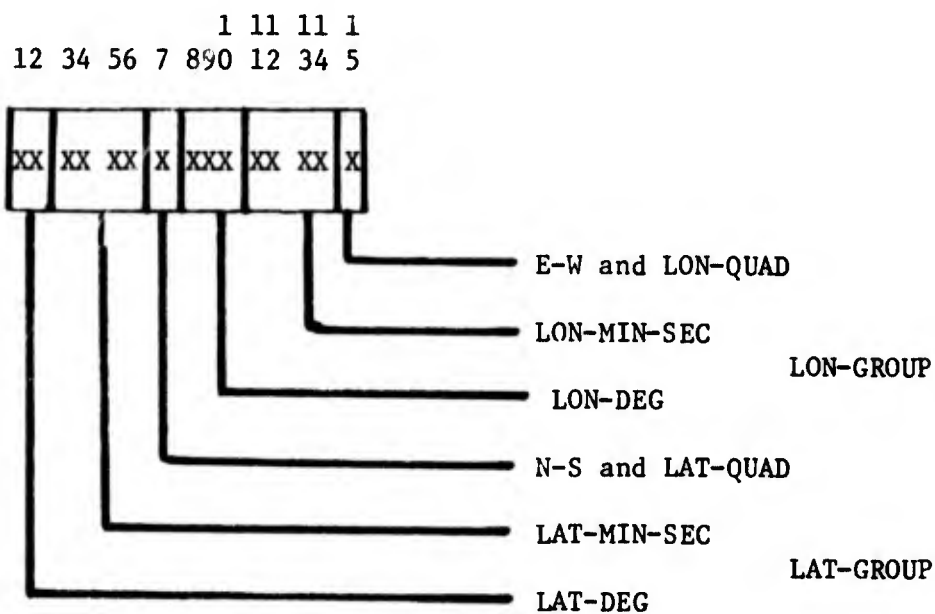 1 11 11 1
12 34 56 7 890 12 34 5
XX XX XX X XXX XX XX X
E-W and LON-QUAD
LON-MIN-SEC
LON-GROUP
LON-DEG
N-S and LAT-QUAD
LAT-MIN-SEC
LAT-GROUP
LAT-DEG